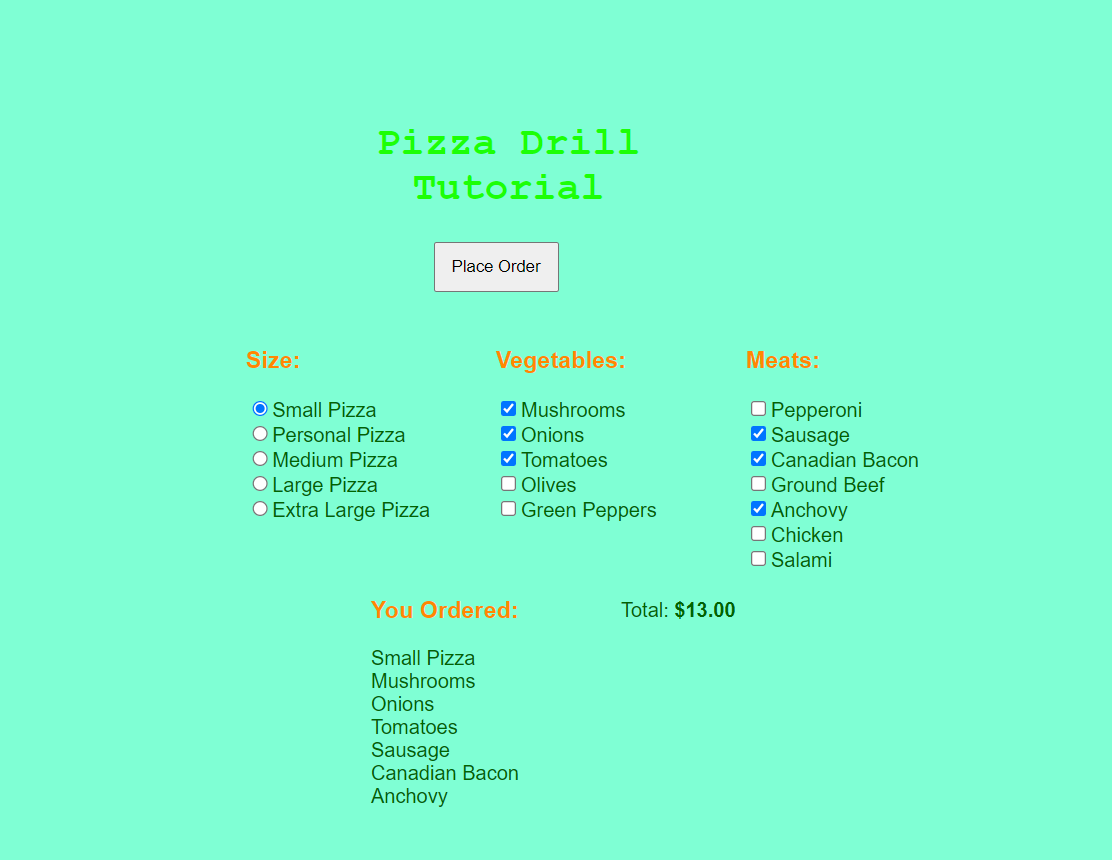 Pizza Drill
Tutorial
Place Order
Size:
Small Pizza
Personal Pizza
Medium Pizza
Large Pizza
Extra Large Pizza
Vegetables:
Mushrooms
Onions
Tomatoes
Olives
Green Peppers
Meats:
Pepperoni
Sausage
Canadian Bacon
Ground Beef
Anchovy
Chicken
Salami
You Ordered:
Small Pizza
Mushrooms
Onions
Tomatoes
Sausage
Canadian Bacon
Anchovy
Total: $13.00